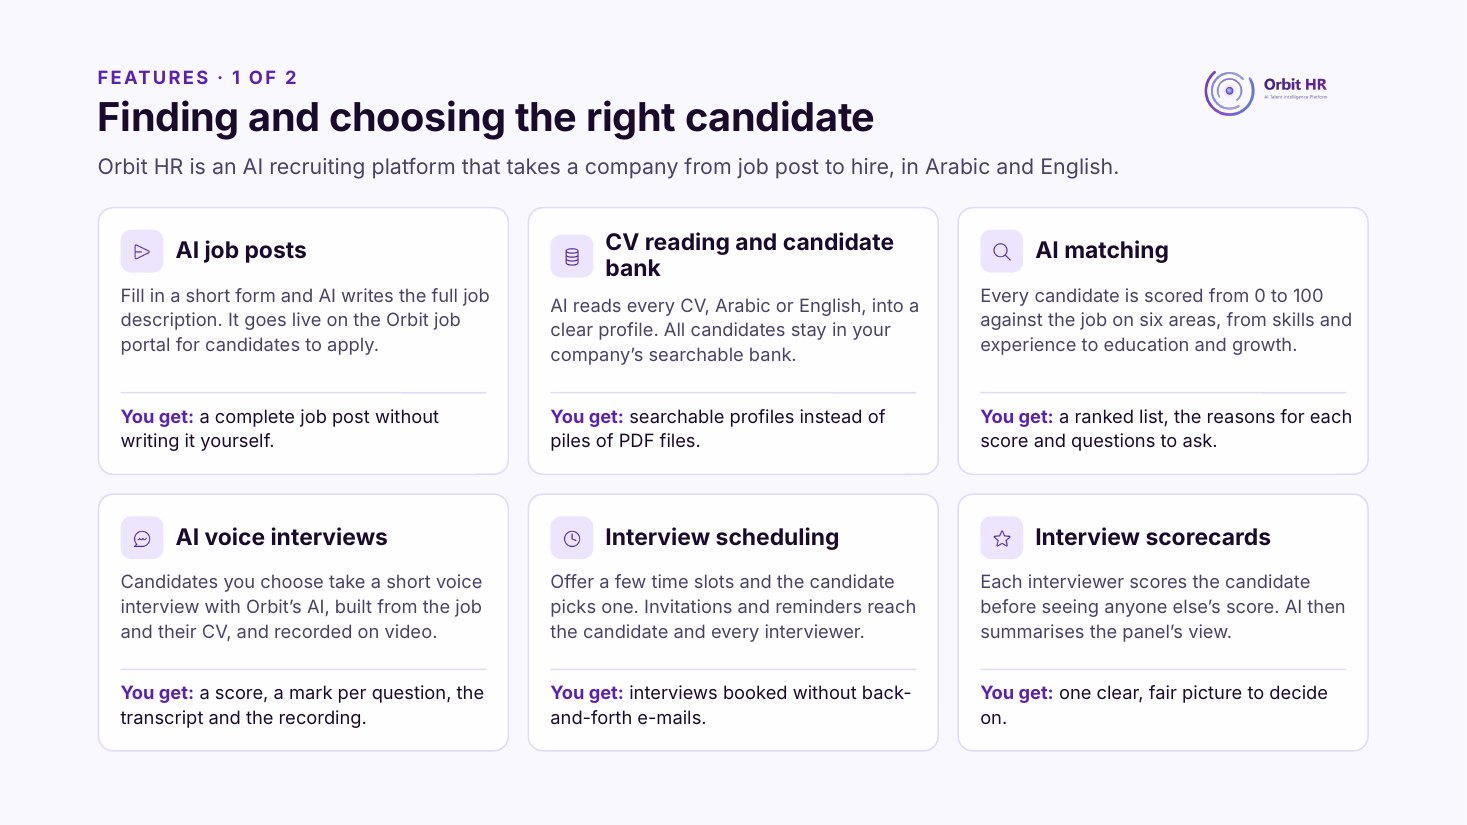 FEATURES · 1 OF 2
Finding and choosing the right candidate
Orbit HR is an AI recruiting platform that takes a company from job post to hire, in Arabic and English.
Orbit HR
AI Talent Intelligence Platform
AI job posts
Fill in a short form and AI writes the full job
description. It goes live on the Orbit job
portal for candidates to apply.
You get: a complete job post without
writing it yourself.
CV reading and candidate
bank
AI reads every CV, Arabic or English, into a
clear profile. All candidates stay in your
company’s searchable bank.
You get: searchable profiles instead of
piles of PDF files.
AI matching
Every candidate is scored from 0 to 100
against the job on six areas, from skills and
experience to education and growth.
You get: a ranked list, the reasons for each
score and questions to ask.
AI voice interviews
Candidates you choose take a short voice
interview with Orbit’s AI, built from the job
and their CV, and recorded on video.
You get: a score, a mark per question, the
transcript and the recording.
Interview scheduling
Offer a few time slots and the candidate
picks one. Invitations and reminders reach
the candidate and every interviewer.
You get: interviews booked without back-
and-forth e-mails.
Interview scorecards
Each interviewer scores the candidate
before seeing anyone else’s score. AI then
summarises the panel’s view.
You get: one clear, fair picture to decide
on.